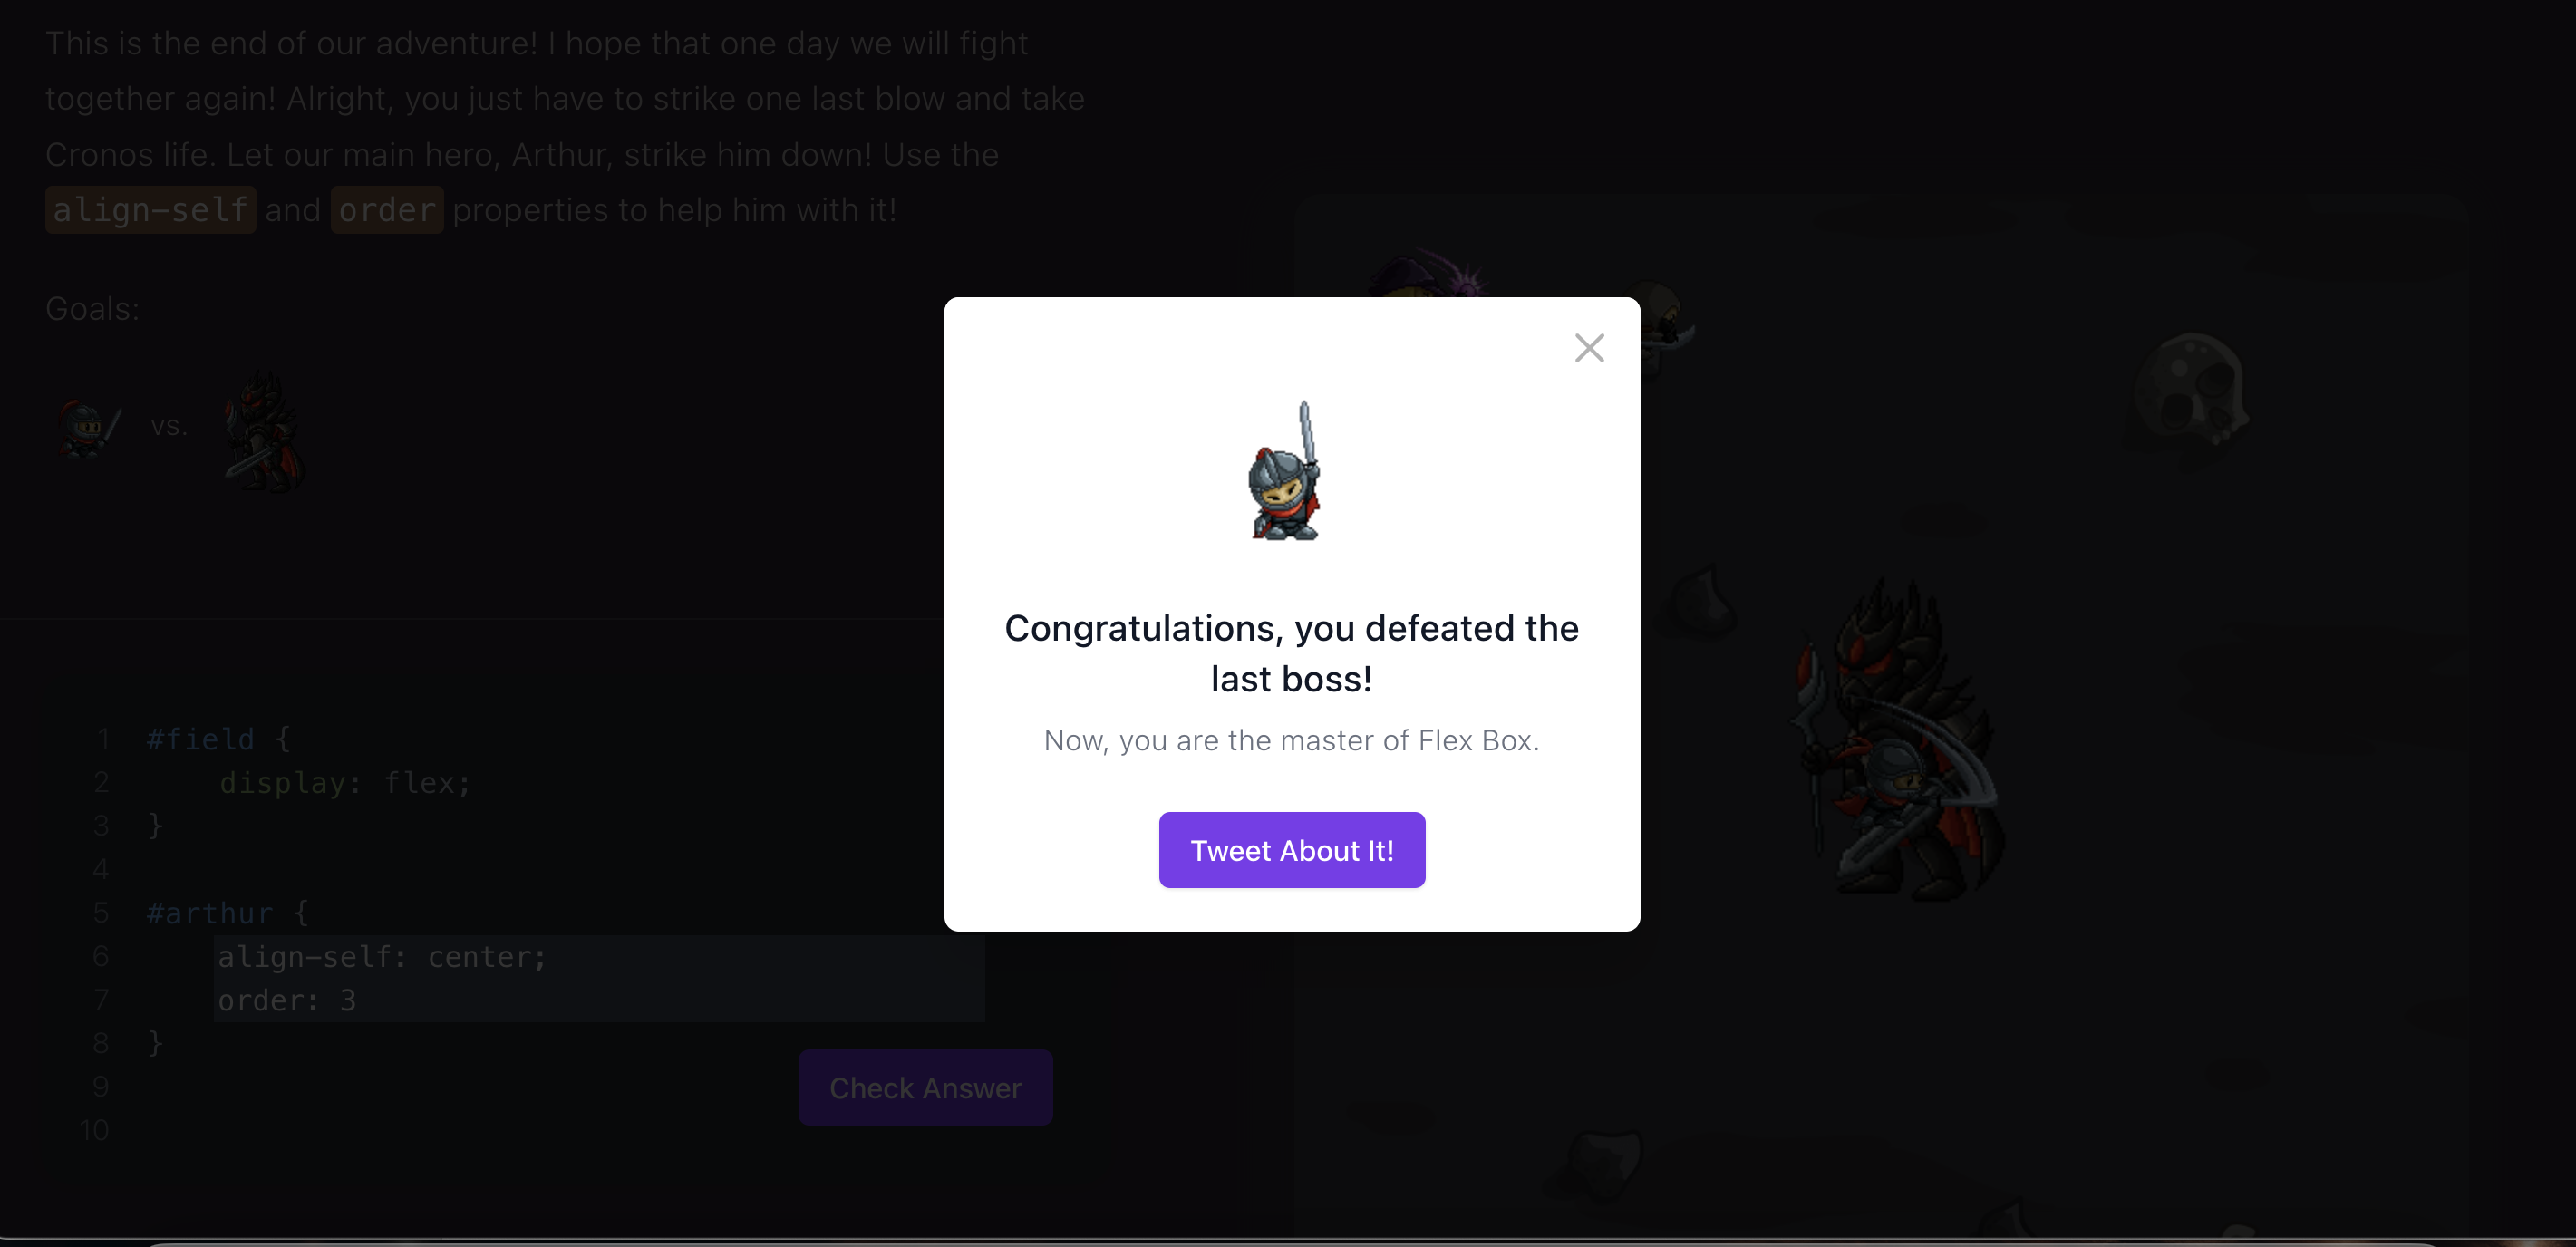 This is the end of our adventure! I hope that one day we will fight
together again! Alright, you just have to strike one last blow and take
Cronos life. Let our main hero, Arthur, strike him down! Use the
align-self and order properties to help him with it!
Goals:
vs.
1 #field {
2 display: flex;
3 }
4
5 #arthur {
6 align-self: center;
7 order: 3
8 }
9
10
Check Answer
Congratulations, you defeated the
last boss!
Now, you are the master of Flex Box.
Tweet About It!